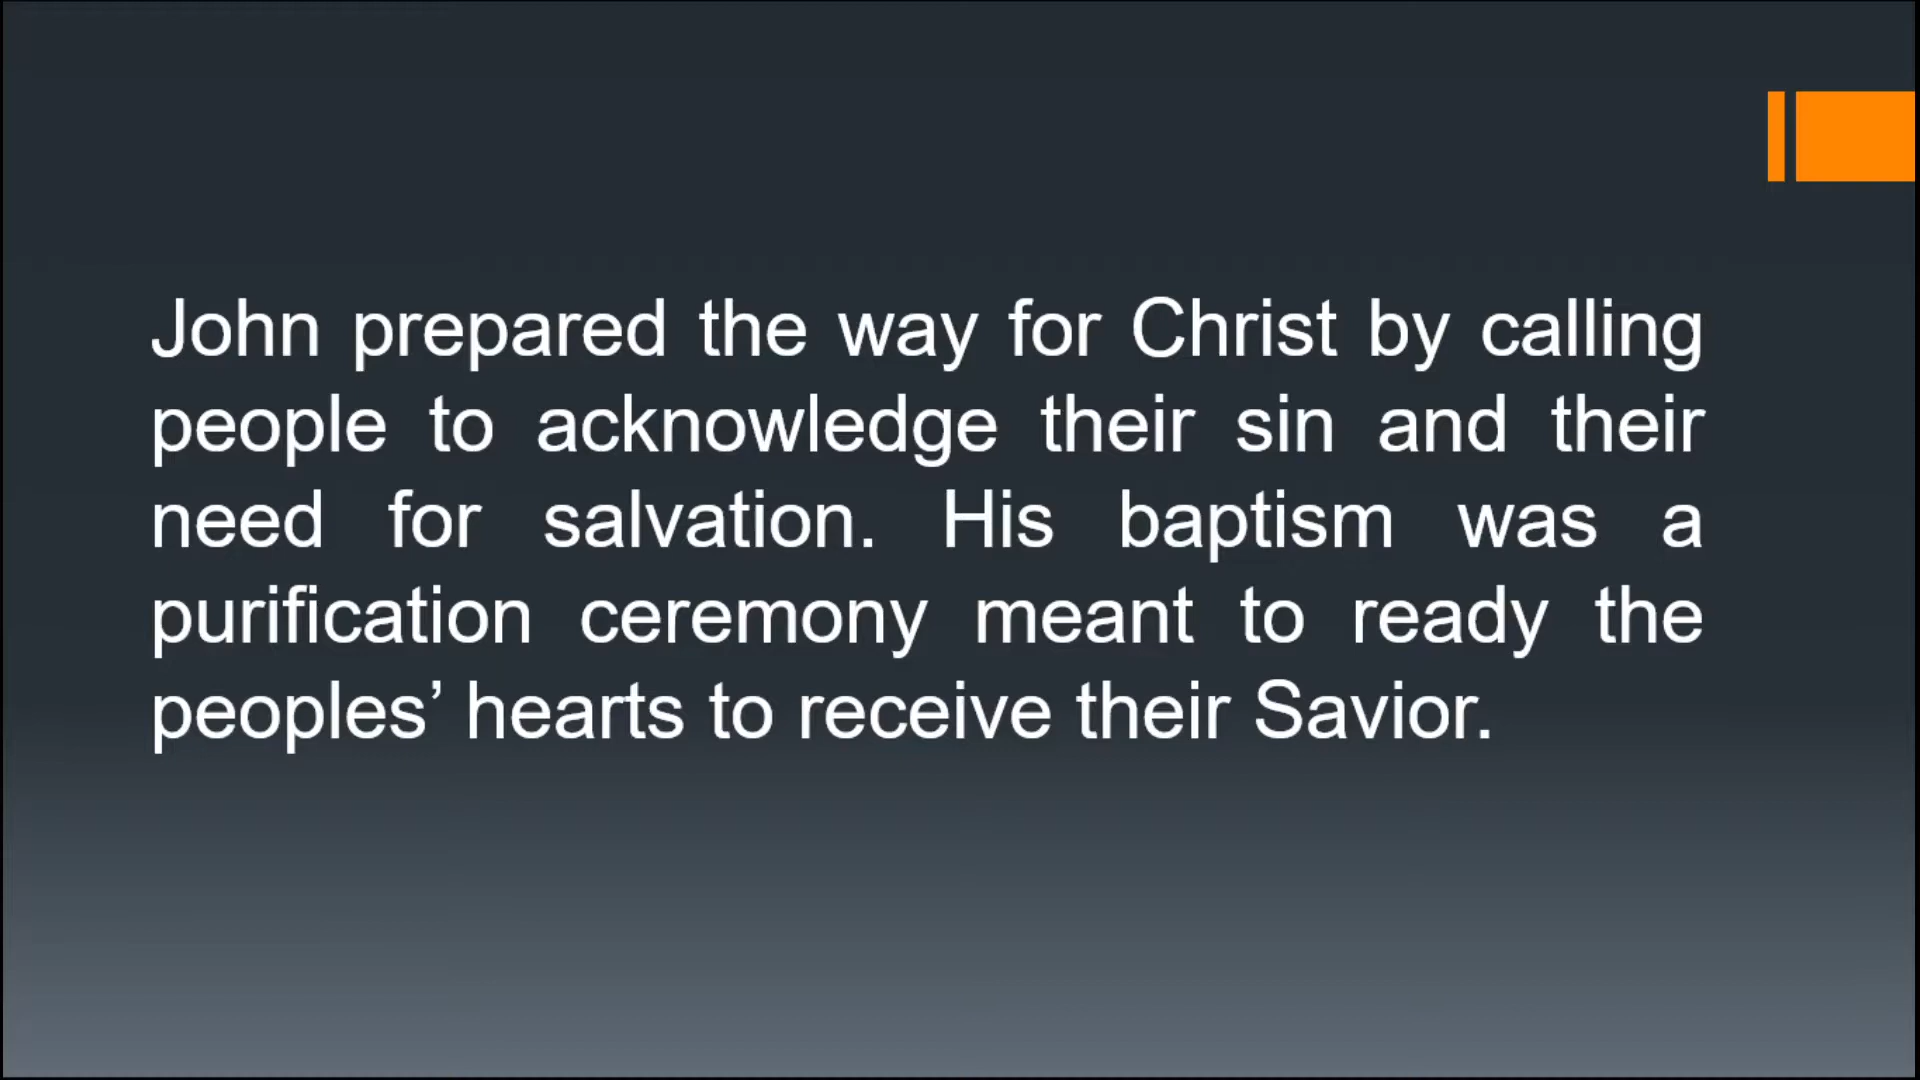 John prepared the way for Christ by calling
people to acknowledge their sin and their
need for salvation. His baptism was a
purification ceremony meant to ready the
peoples’ hearts to receive their Savior.